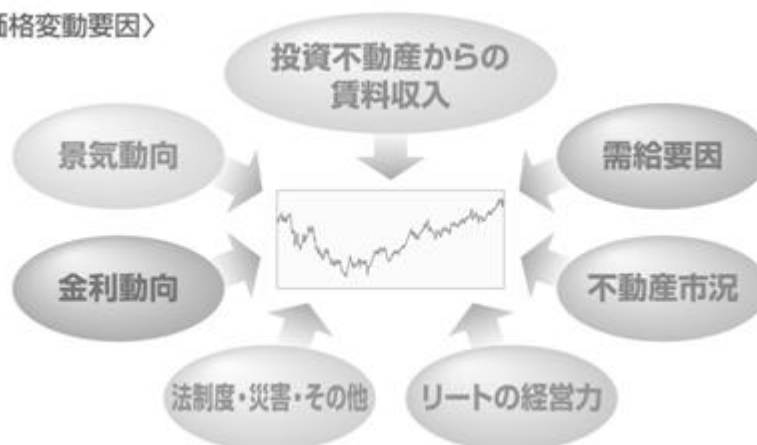 価格変動要因〉
投資不動産からの
賃料収入
景気動向
需給要因
金利動向
不動産市況
法制度・災害・その他
リートの経営力